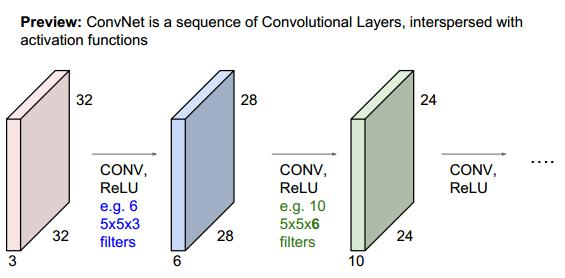 Preview: ConvNet is a sequence of Convolutional Layers, interspersed with
activation functions
32
32
3
CONV,
ReLU
e.g. 6
5x5x3
filters
28
28
6
CONV,
ReLU
e.g. 10
5x5x6
filters
24
24
10
CONV,
ReLU
....